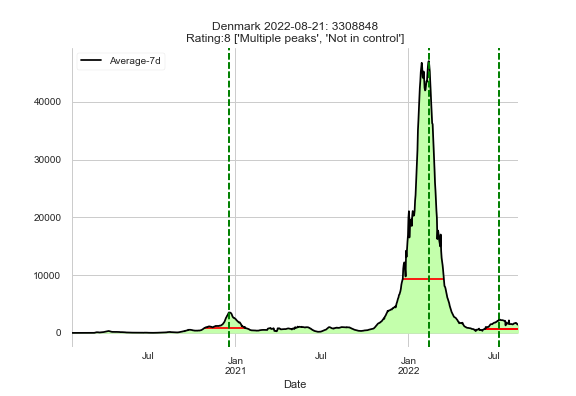 Denmark 2022-08-21: 3308848
Rating:8 ['Multiple peaks', 'Not in control']
Average-7d
40000
30000
20000
10000
0
Jul
Jan
2021
Jul
Jan
2022
Jul
Date